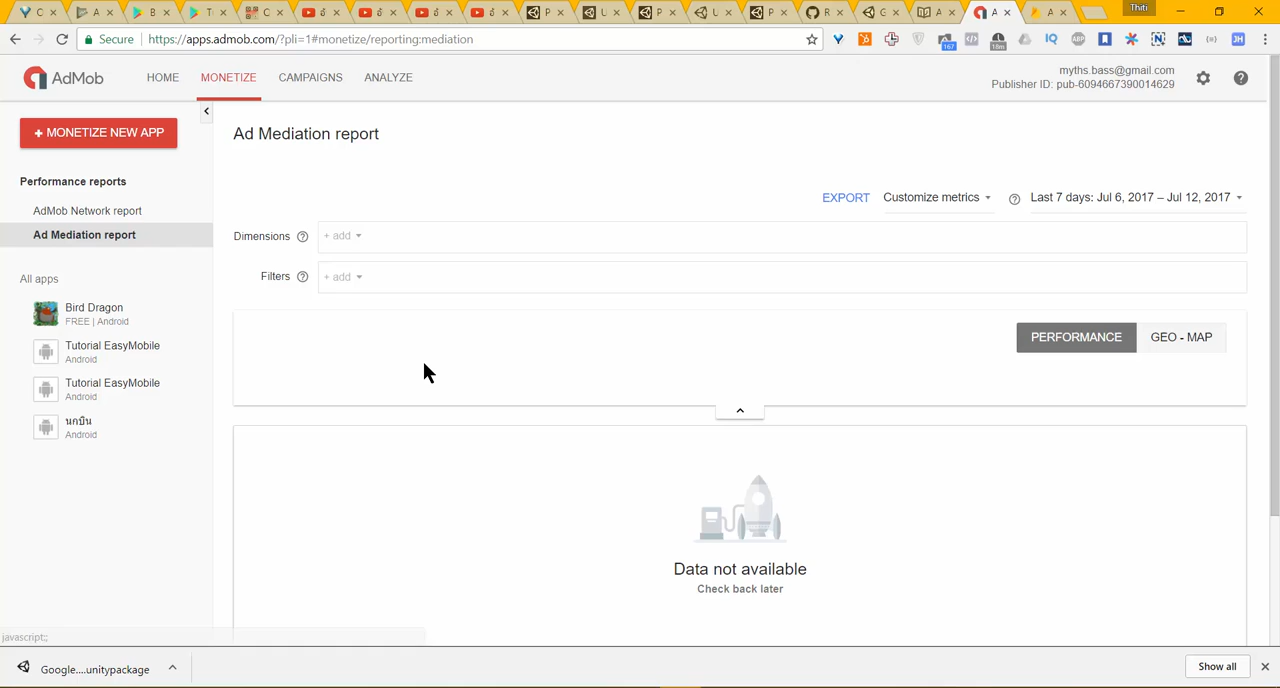 Thiti
Secure
https://apps.admob.com/?pli=1#monetize/reporting:mediation
167
18m
AdMob
HOME
MONETIZE
CAMPAIGNS
ANALYZE
myths.bass@gmail.com
Publisher ID: pub-6094667390014629
+ MONETIZE NEW APP
Ad Mediation report
Performance reports
AdMob Network report
Ad Mediation report
EXPORT
Customize metrics
Last 7 days: Jul 6, 2017 – Jul 12, 2017
Dimensions
+ add
Filters
+ add
All apps
Bird Dragon
FREE | Android
Tutorial EasyMobile
Android
Tutorial EasyMobile
Android
นกบิน
Android
PERFORMANCE
GEO - MAP
Data not available
Check back later
javascript:;
Google....unitypackage
Show all